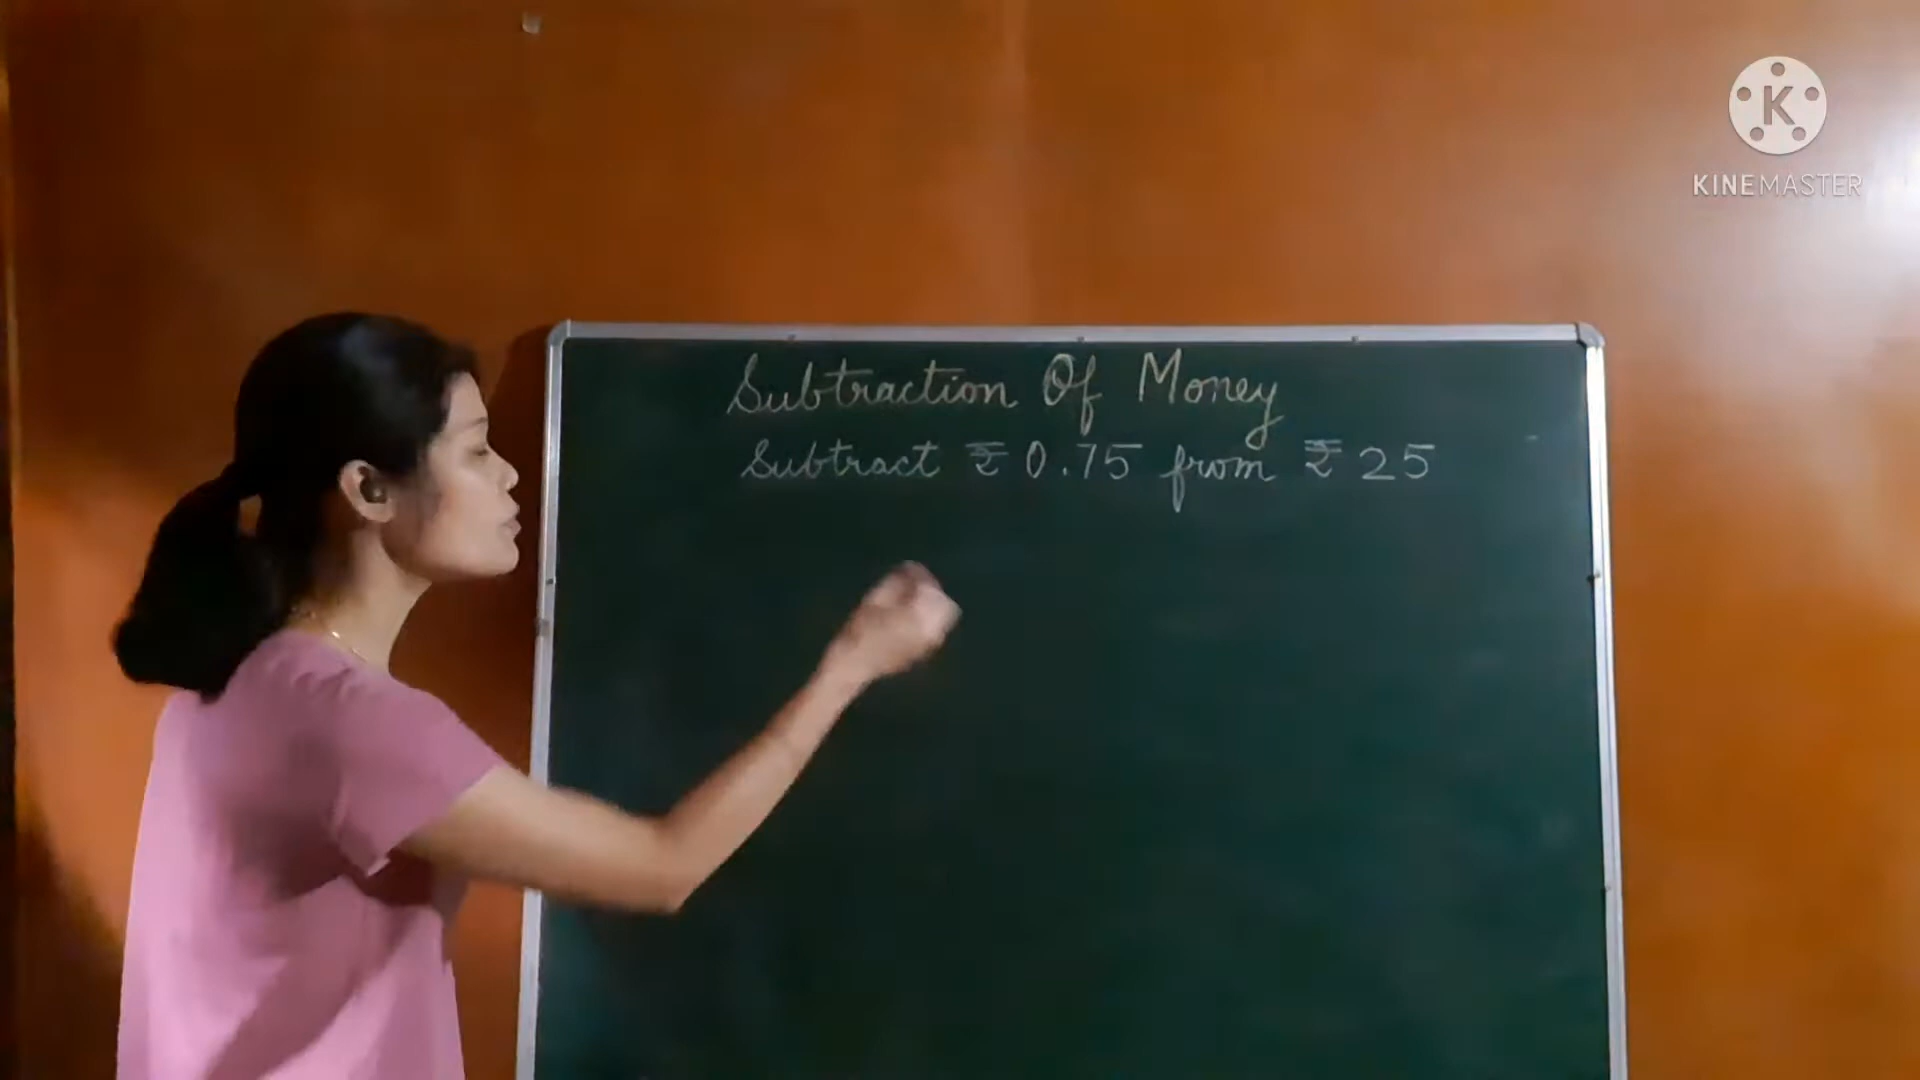 K
KINEMASTER
Subtraction Of Money
Subtract ₹ 0.75 from ₹ 25